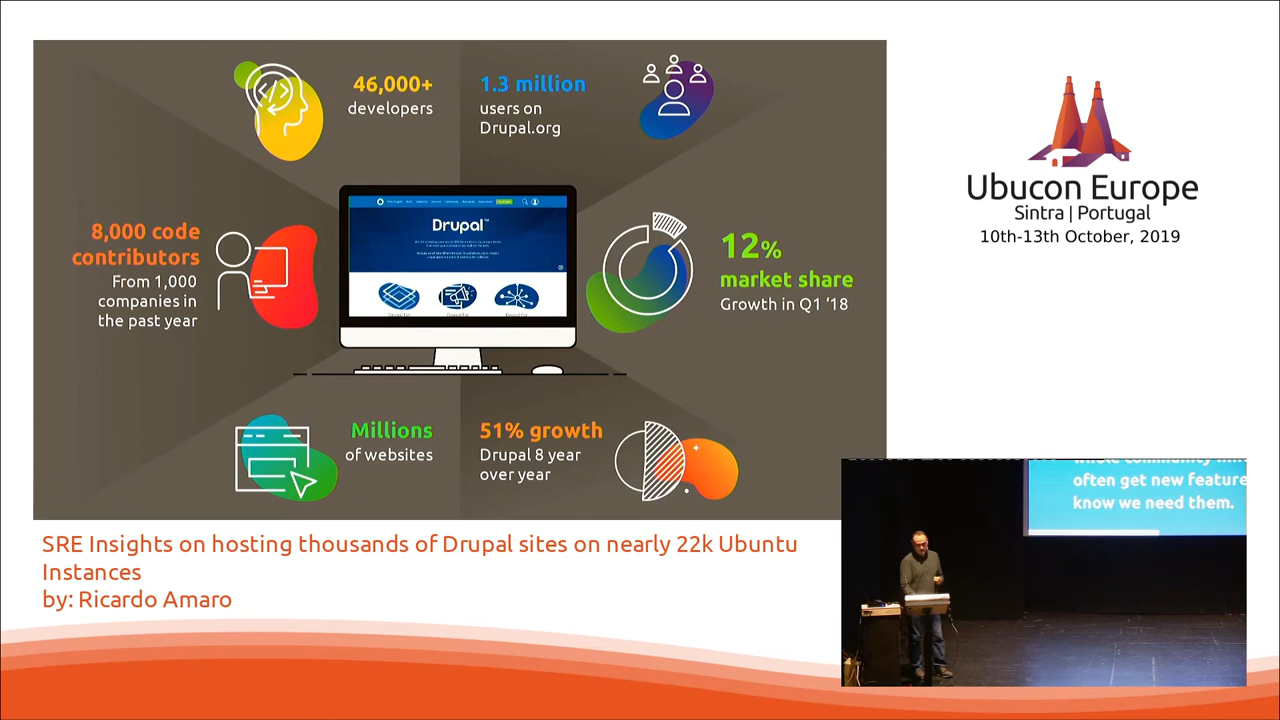 46,000+
developers
1.3 million
users on
Drupal.org
8,000 code
contributors
From 1,000
companies in
the past year
Drupal™
12%
market share
Growth in Q1 ‘18
Millions
of websites
51% growth
Drupal 8 year
over year
Ubucon Europe
Sintra | Portugal
10th-13th October, 2019
often get new feature
know we need them.
SRE Insights on hosting thousands of Drupal sites on nearly 22k Ubuntu
Instances
by: Ricardo Amaro